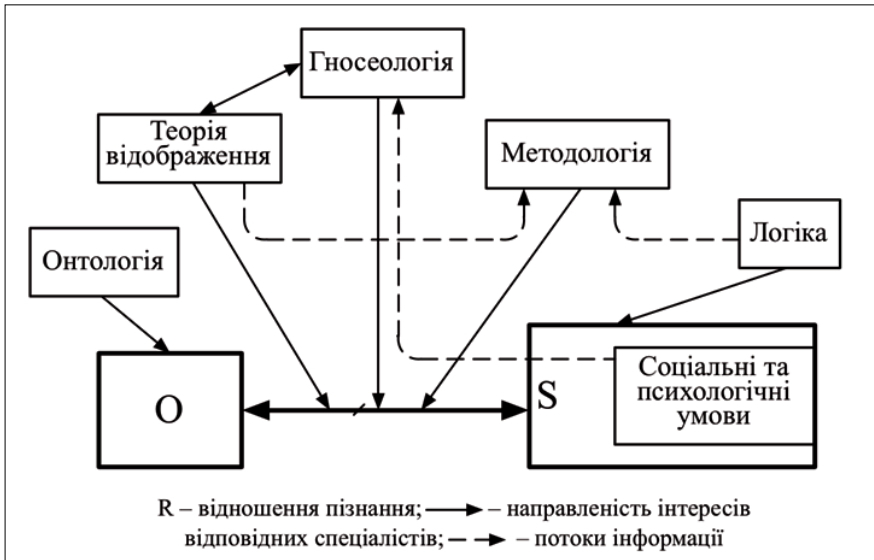 Гносеологія
Теорія
відображення
Методологія
Логіка
Онтологія
О
S
Соціальні та
психологічні
умови
R – відношення пізнання; – направленість інтересів
відповідних спеціалістів; – потоки інформації